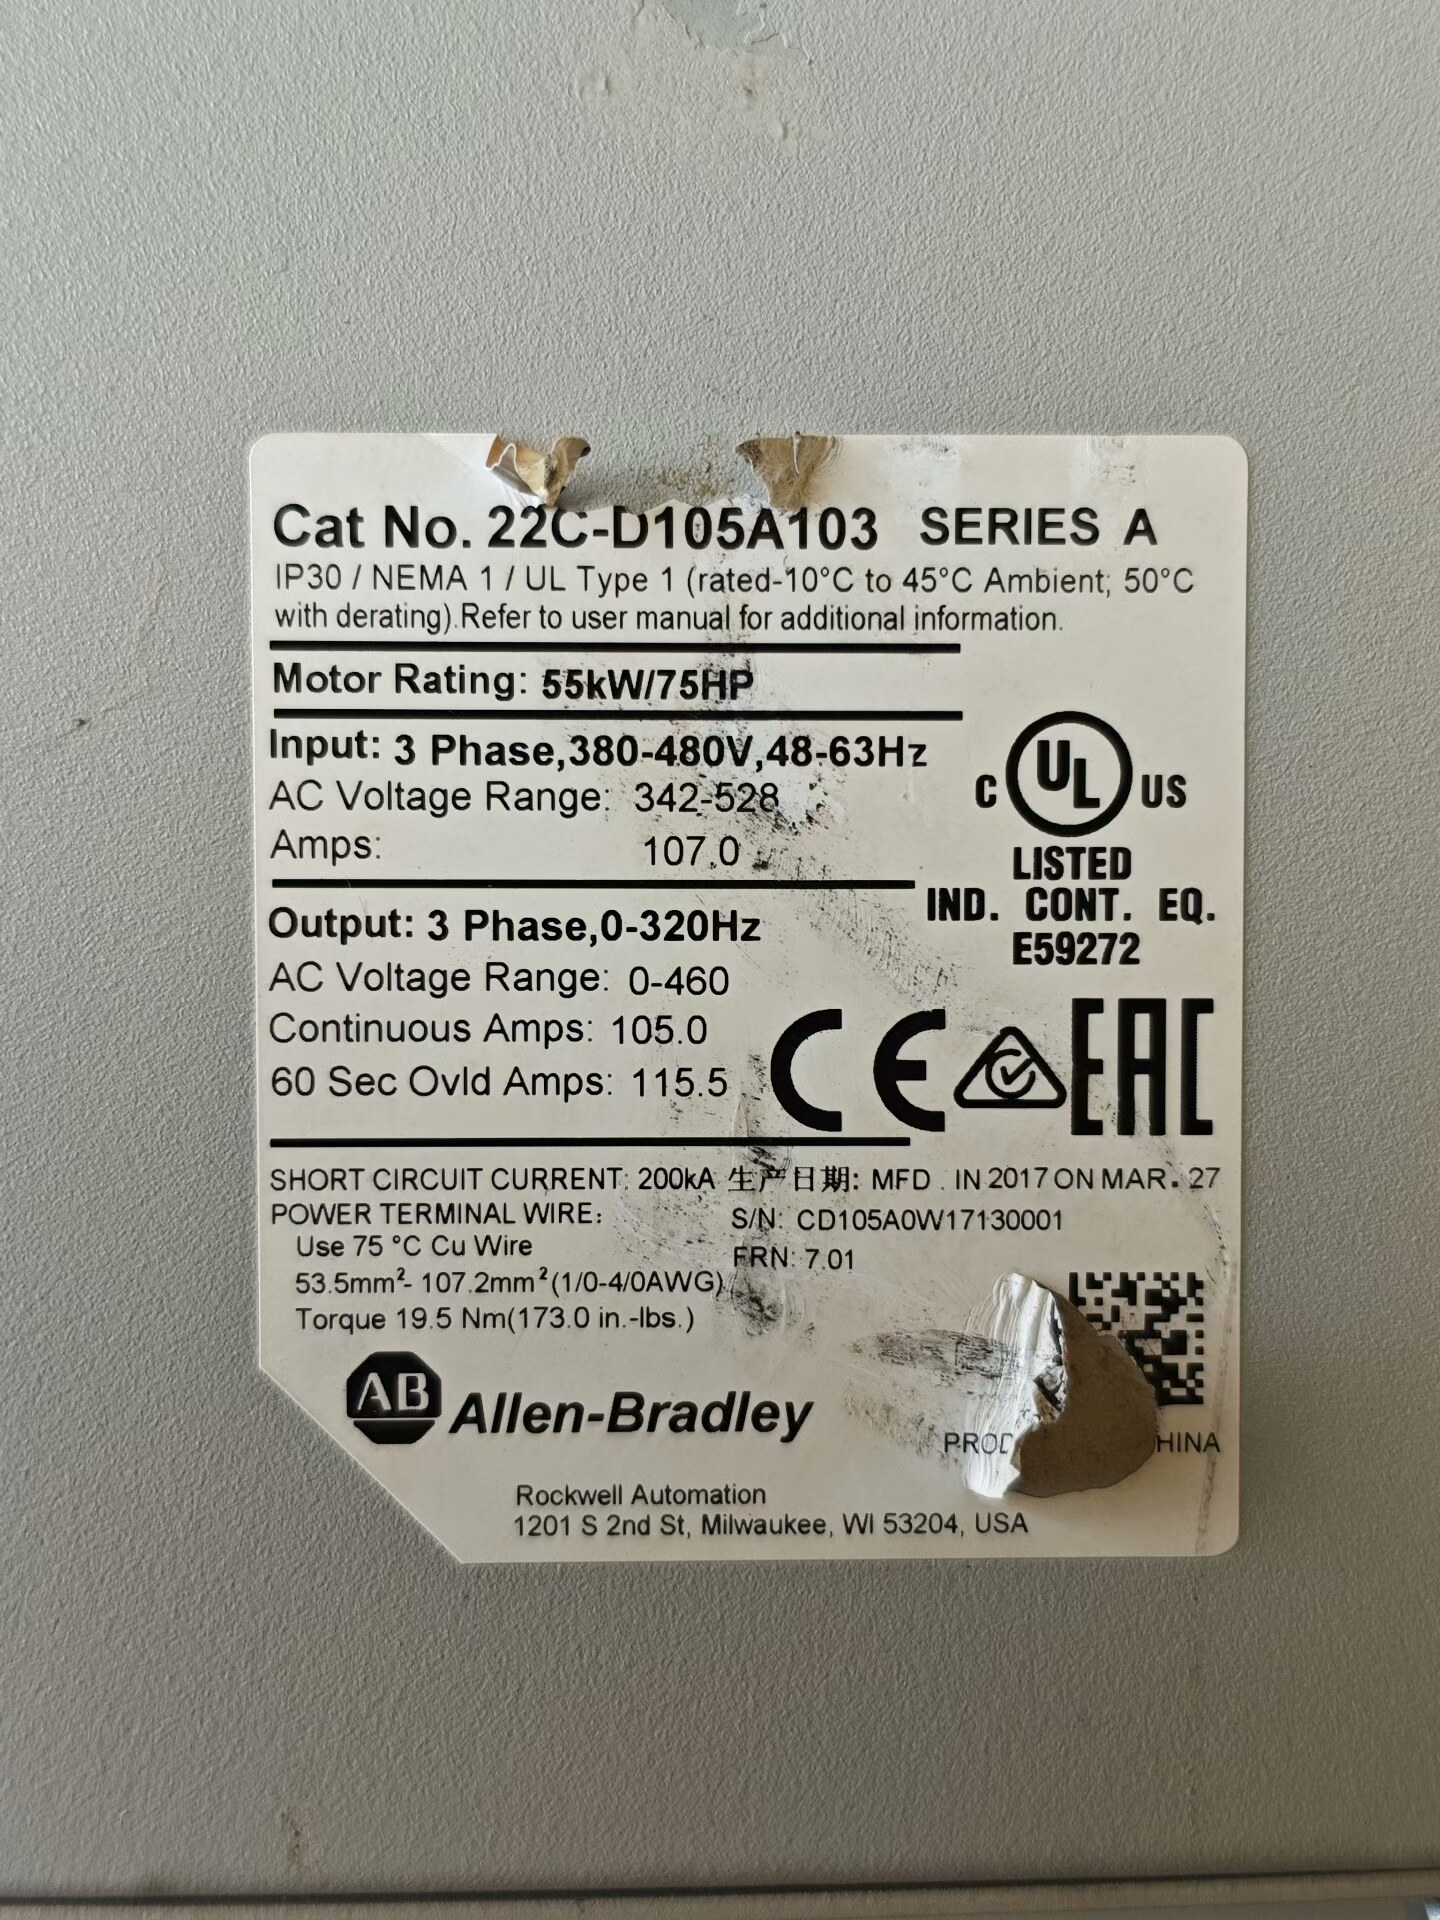 Cat No. 22C-D105A103 SERIES A
IP30 / NEMA 1 / UL Type 1 (rated-10°C to 45°C Ambient; 50°C
with derating).Refer to user manual for additional information.
Motor Rating: 55kW/75HP
Input: 3 Phase,380-480V,48-63Hz
AC Voltage Range: 342-528
Amps: 107.0
C UL US
LISTED
IND. CONT. EQ.
E59272
Output: 3 Phase,0-320Hz
AC Voltage Range: 0-460
Continuous Amps: 105.0
60 Sec Ovld Amps: 115.5
CE EAC
SHORT CIRCUIT CURRENT: 200kA 生产日期: MFD . IN 2017 ON MAR. 27
POWER TERMINAL WIRE: S/N: CD105A0W17130001
Use 75 °C Cu Wire FRN: 7.01
53.5mm²- 107.2mm²(1/0-4/0AWG)
Torque 19.5 Nm(173.0 in.-lbs.)
AB Allen-Bradley
Rockwell Automation
1201 S 2nd St, Milwaukee, WI 53204, USA